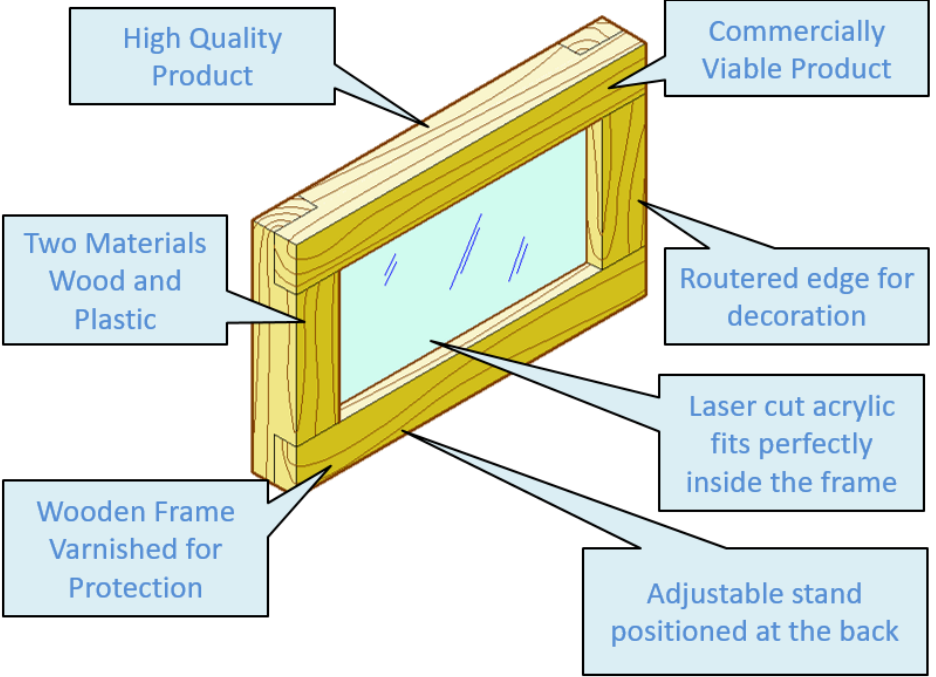 High Quality
Product
Commercially
Viable Product
Two Materials
Wood and
Plastic
Routered edge for
decoration
Laser cut acrylic
fits perfectly
inside the frame
Wooden Frame
Varnished for
Protection
Adjustable stand
positioned at the back